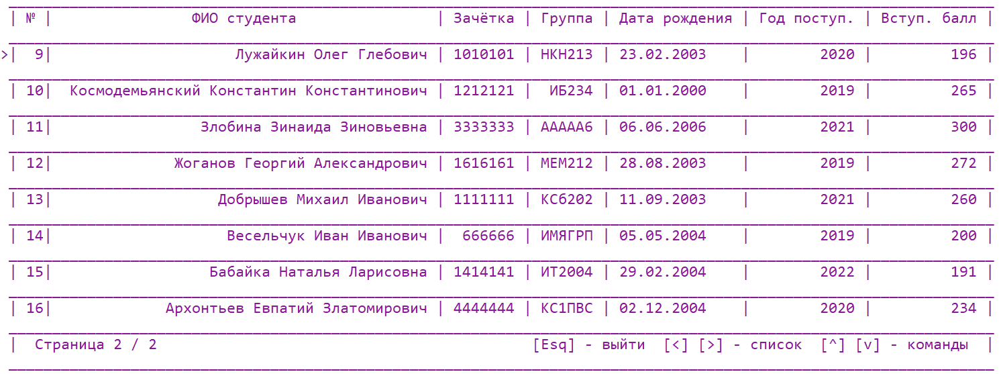 | № | ФИО студента | Зачётка | Группа | Дата рождения | Год поступ. | Вступ. балл |
>| 9| Лужайкин Олег Глебович | 1010101 | НКН213 | 23.02.2003 | 2020 | 196 |
| 10| Космодемьянский Константин Константинович | 1212121 | ИБ234 | 01.01.2000 | 2019 | 265 |
| 11| Злобина Зинаида Зиновьевна | 3333333 | ААААА6 | 06.06.2006 | 2021 | 300 |
| 12| Жоганов Георгий Александрович | 1616161 | МЕМ212 | 28.08.2003 | 2019 | 272 |
| 13| Добрышев Михаил Иванович | 1111111 | КС6202 | 11.09.2003 | 2021 | 260 |
| 14| Весельчук Иван Иванович | 666666 | ИМЯГРП | 05.05.2004 | 2019 | 200 |
| 15| Бабайка Наталья Ларисовна | 1414141 | ИТ2004 | 29.02.2004 | 2022 | 191 |
| 16| Архонтьев Евпатий Златомирович | 4444444 | КС1ПВС | 02.12.2004 | 2020 | 234 |
| Страница 2 / 2 [Esq] - выйти [<] [>] - список [^] [v] - команды |